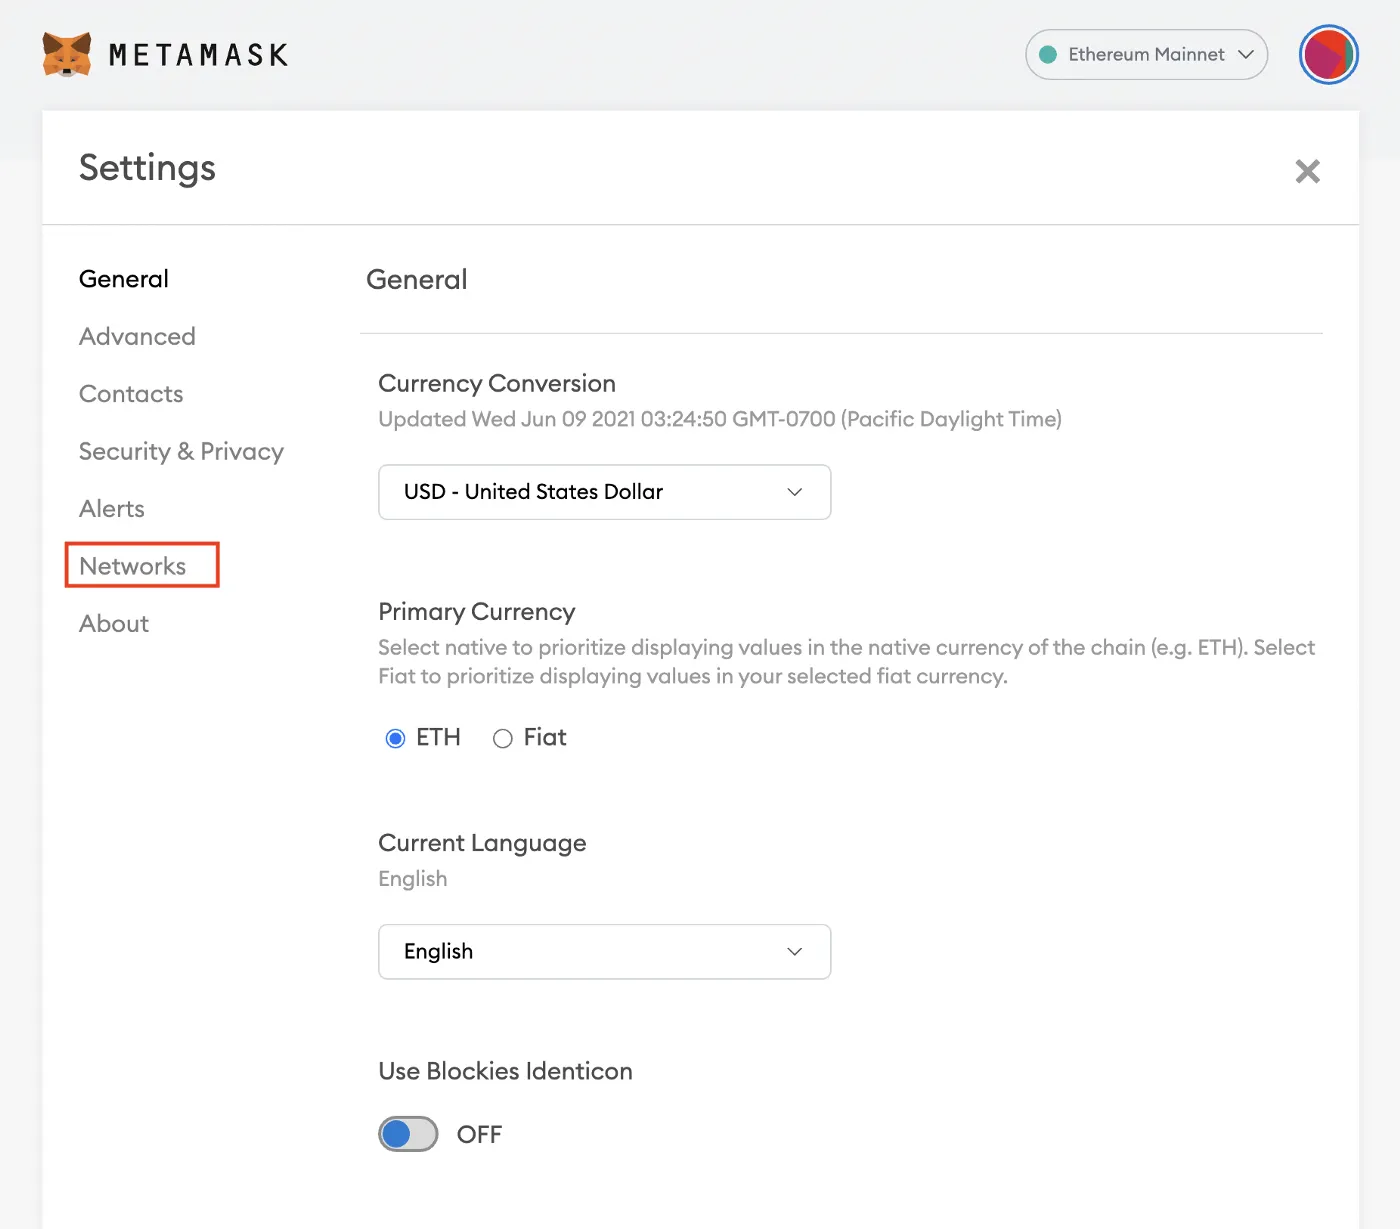 METAMASK
Ethereum Mainnet
Settings
General
Advanced
Contacts
Security & Privacy
Alerts
Networks
About
General
Currency Conversion
Updated Wed Jun 09 2021 03:24:50 GMT-0700 (Pacific Daylight Time)
USD - United States Dollar
Primary Currency
Select native to prioritize displaying values in the native currency of the chain (e.g. ETH). Select
Fiat to prioritize displaying values in your selected fiat currency.
ETH Fiat
Current Language
English
English
Use Blockies Identicon
OFF